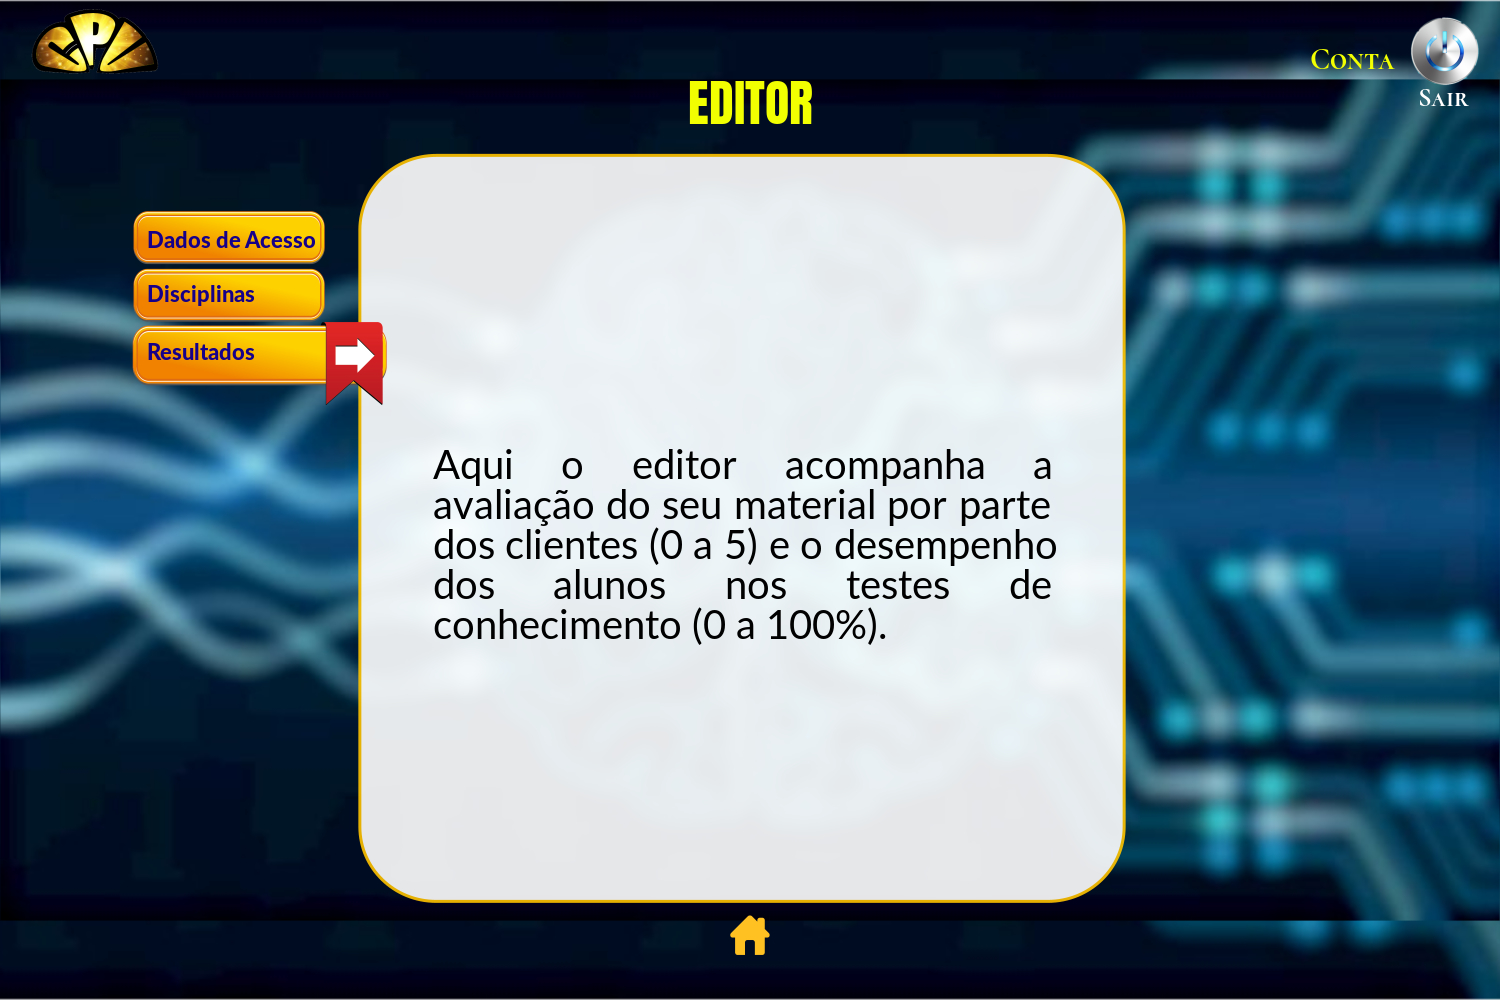 P
Conta
Sair
EDITOR
Dados de Acesso
Disciplinas
Resultados
Aqui o editor acompanha a
avaliação do seu material por parte
dos clientes (0 a 5) e o desempenho
dos alunos nos testes de
conhecimento (0 a 100%).